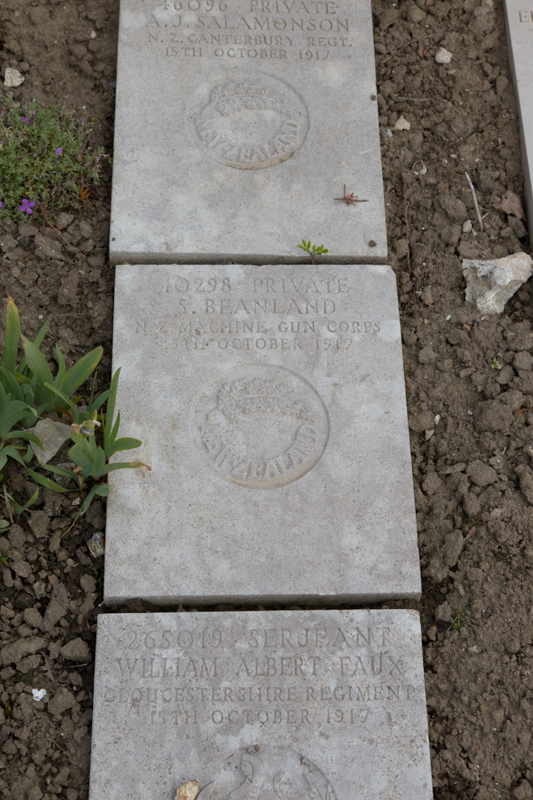 46096 PRIVATE
A.J. SALAMONSON
N.Z. CANTERBURY REGT.
15TH OCTOBER 1917
NEW ZEALAND
10298 PRIVATE
S. BEANLAND
N.Z. MACHINE GUN CORPS
15TH OCTOBER 1917
NEW ZEALAND
265019 SERJEANT
WILLIAM ALBERT FAUX
GLOUCESTERSHIRE REGIMENT
15TH OCTOBER 1917